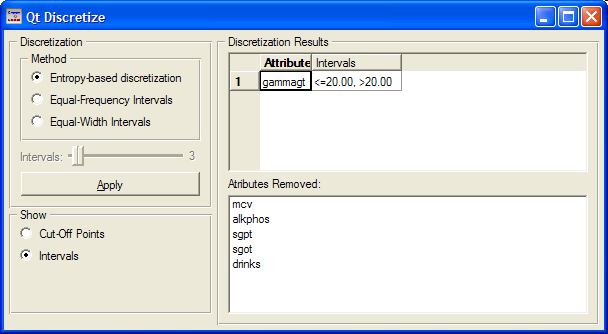 Qt Discretize
Discretization
Method
Entropy-based discretization
Equal-Frequency Intervals
Equal-Width Intervals
Intervals: 3
Apply
Show
Cut-Off Points
Intervals
Discretization Results
Attribute Intervals
1 gammagt <=20.00, >20.00
Atributes Removed:
mcv
alkphos
sgpt
sgot
drinks